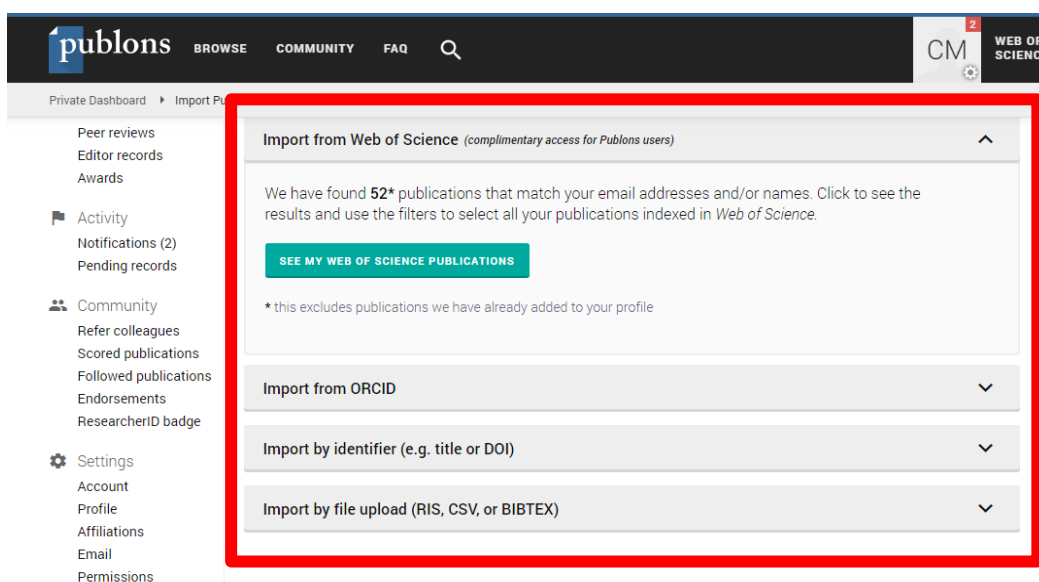 publons BROWSE COMMUNITY FAQ
CM 2
WEB OF
SCIENC
Private Dashboard Import Pu
Peer reviews
Editor records
Awards
Activity
Notifications (2)
Pending records
Community
Refer colleagues
Scored publications
Followed publications
Endorsements
ResearcherID badge
Settings
Account
Profile
Affiliations
Email
Permissions
Import from Web of Science (complimentary access for Publons users)
We have found 52* publications that match your email addresses and/or names. Click to see the
results and use the filters to select all your publications indexed in Web of Science.
SEE MY WEB OF SCIENCE PUBLICATIONS
* this excludes publications we have already added to your profile
Import from ORCID
Import by identifier (e.g. title or DOI)
Import by file upload (RIS, CSV, or BIBTEX)